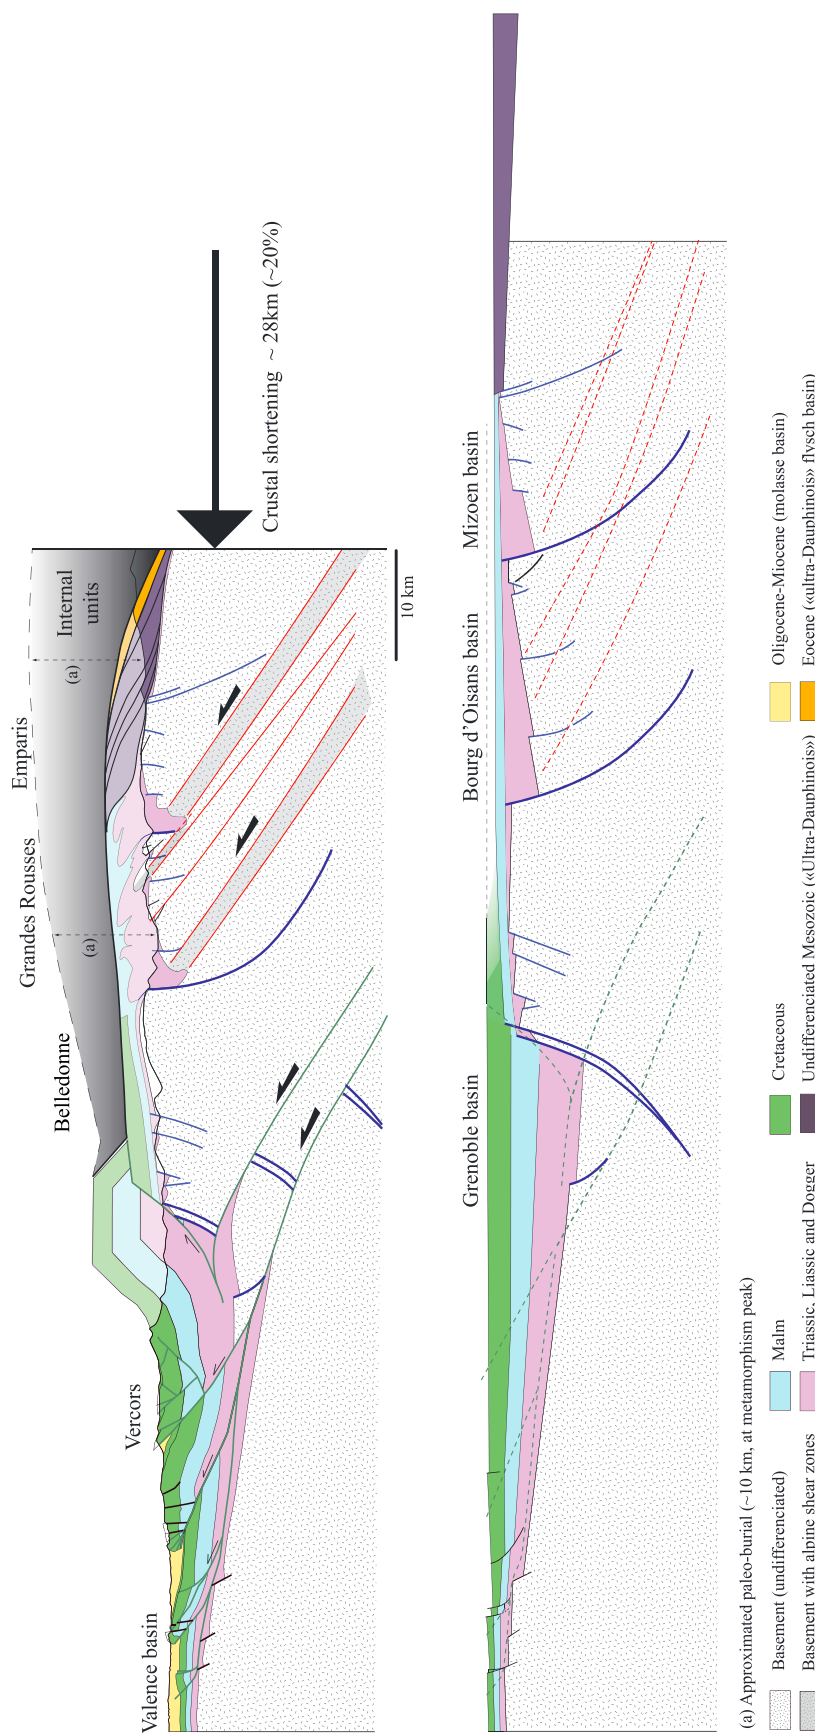 Valence basin
Vercors
Belledonne
Grandes Rousses
Emparis
Internal
units
(a)
(a)
Crustal shortening ~ 28km (~20%)
10 km
Grenoble basin
Bourg d’Oisans basin
Mizoen basin
(a) Approximated paleo-burial (~10 km, at metamorphism peak)
Basement (undifferenciated)
Malm
Cretaceous
Oligocene-Miocene (molasse basin)
Basement with alpine shear zones
Triassic, Liassic and Dogger
Undifferenciated Mesozoic («Ultra-Dauphinois»)
Eocene («ultra-Dauphinois» flysch basin)